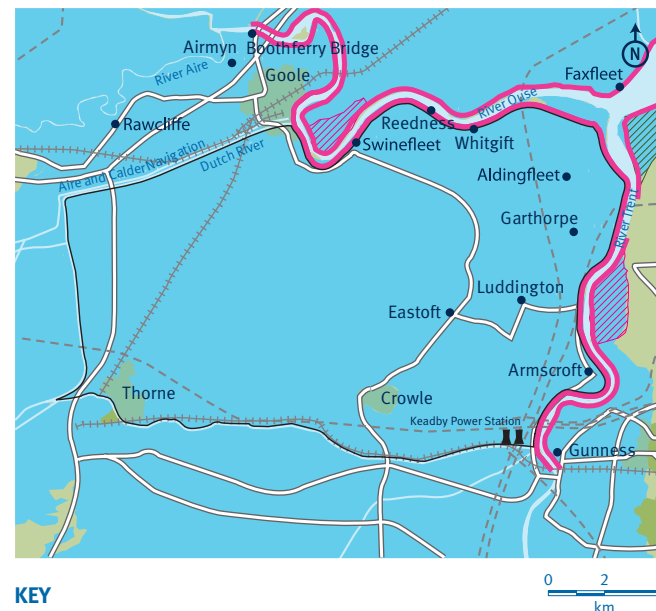 Airmyn
Boothferry Bridge
N
River Aire
Goole
Faxfleet
Rawcliffe
River Ouse
Reedness
Swinefleet
Whitgift
Aire and Calder Navigation
Dutch River
Aldingfleet
Garthorpe
River Trent
Luddington
Eastoft
Armscroft
Thorne
Crowle
Keadby Power Station
Gunness
KEY
0 2
km